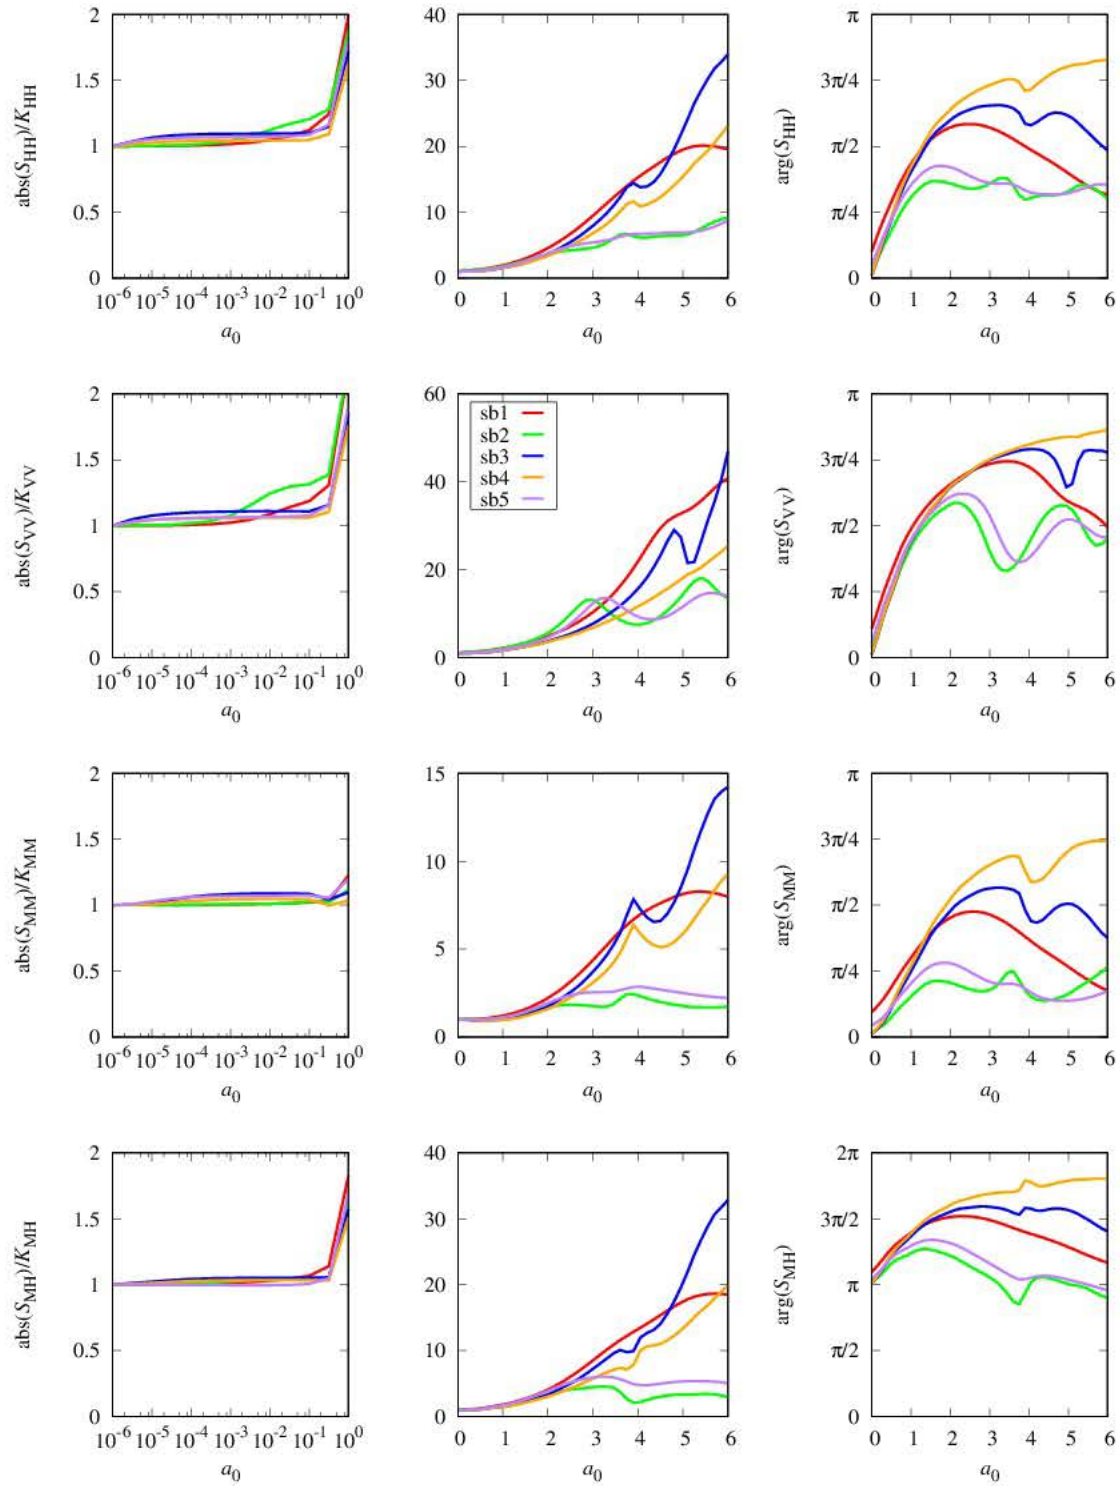 abs(S_HH)/K_HH
2
1.5
1
0.5
0
10^-6 10^-5 10^-4 10^-3 10^-2 10^-1 10^0
a_0
40
30
20
10
0
0 1 2 3 4 5 6
a_0
arg(S_HH)
π
3π/4
π/2
π/4
0
0 1 2 3 4 5 6
a_0
abs(S_VV)/K_VV
2
1.5
1
0.5
0
10^-6 10^-5 10^-4 10^-3 10^-2 10^-1 10^0
a_0
60
40
20
0
sb1
sb2
sb3
sb4
sb5
0 1 2 3 4 5 6
a_0
arg(S_VV)
π
3π/4
π/2
π/4
0
0 1 2 3 4 5 6
a_0
abs(S_MM)/K_MM
2
1.5
1
0.5
0
10^-6 10^-5 10^-4 10^-3 10^-2 10^-1 10^0
a_0
15
10
5
0
0 1 2 3 4 5 6
a_0
arg(S_MM)
π
3π/4
π/2
π/4
0
0 1 2 3 4 5 6
a_0
abs(S_MH)/K_MH
2
1.5
1
0.5
0
10^-6 10^-5 10^-4 10^-3 10^-2 10^-1 10^0
a_0
40
30
20
10
0
0 1 2 3 4 5 6
a_0
arg(S_MH)
2π
3π/2
π
π/2
0
0 1 2 3 4 5 6
a_0